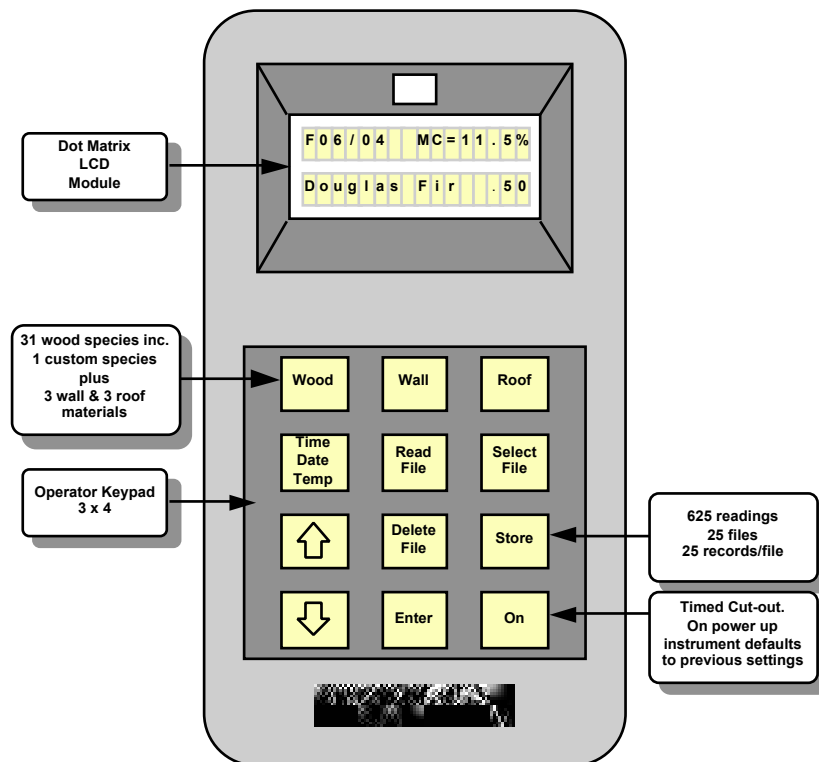 F06/04 MC=11.5%
Douglas Fir .50
Dot Matrix
LCD
Module
31 wood species inc.
1 custom species
plus
3 wall & 3 roof
materials
Wood
Wall
Roof
Time
Date
Temp
Read
File
Select
File
Operator Keypad
3 x 4
Delete
File
Store
625 readings
25 files
25 records/file
Enter
On
Timed Cut-out.
On power up
instrument defaults
to previous settings